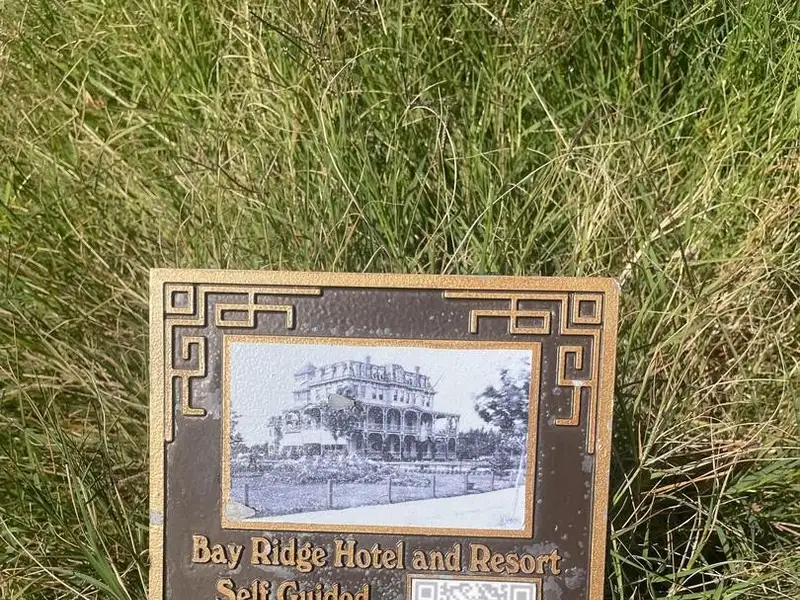 Bay Ridge Hotel and Resort
Self Guided